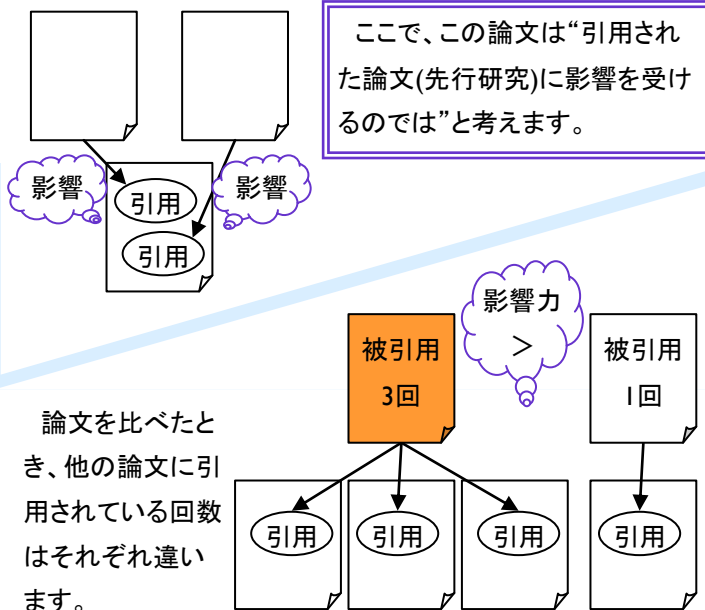 ここで、この論文は“引用され
た論文(先行研究)に影響を受け
るのでは”と考えます。
影響
影響
引用
引用
影響力
＞
被引用
3回
被引用
1回
論文を比べたと
き、他の論文に引
用されている回数
はそれぞれ違い
ます。
引用
引用
引用
引用